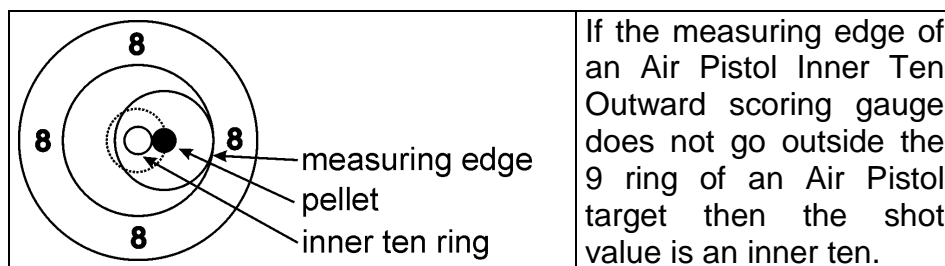 8
8
8
8
measuring edge
pellet
inner ten ring
If the measuring edge of
an Air Pistol Inner Ten
Outward scoring gauge
does not go outside the
9 ring of an Air Pistol
target then the shot
value is an inner ten.